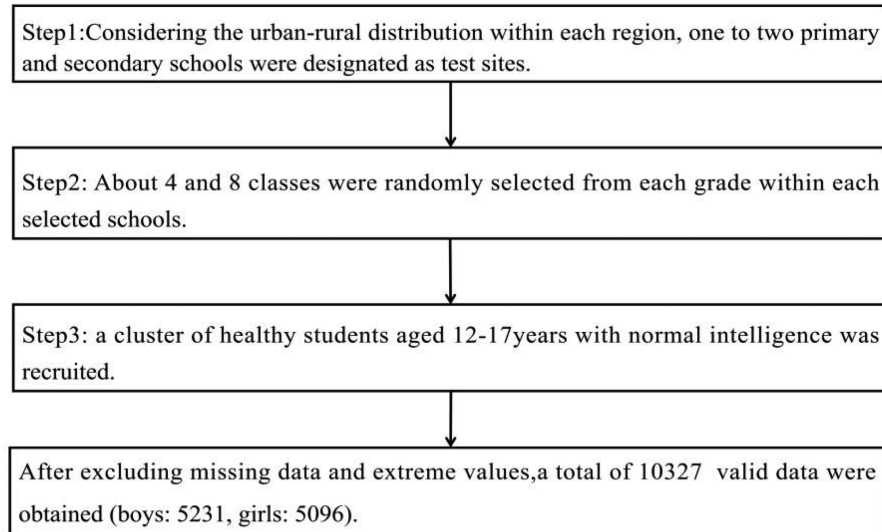 Step1:Considering the urban-rural distribution within each region, one to two primary
and secondary schools were designated as test sites.
Step2: About 4 and 8 classes were randomly selected from each grade within each
selected schools.
Step3: a cluster of healthy students aged 12-17years with normal intelligence was
recruited.
After excluding missing data and extreme values,a total of 10327 valid data were
obtained (boys: 5231, girls: 5096).